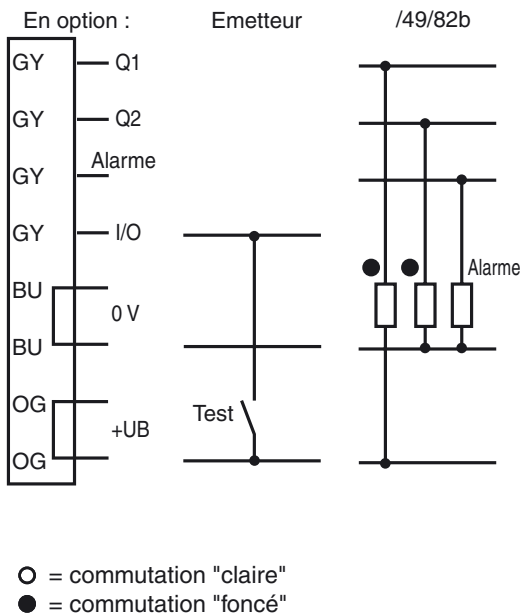 En option :
Emetteur
/49/82b
GY
Q1
GY
Q2
GY
Alarme
GY
I/O
BU
0 V
BU
OG
+UB
OG
Test
Alarme
= commutation "claire"
= commutation "foncé"